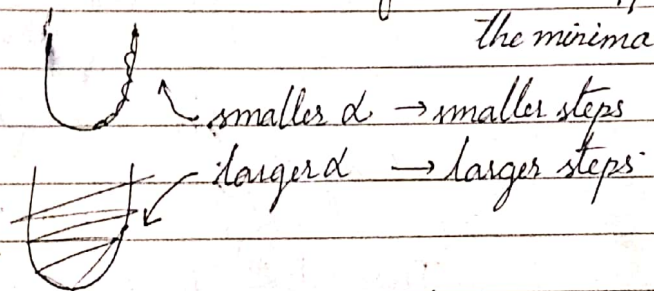 the minima
smaller α → smaller steps
larger α → larger steps